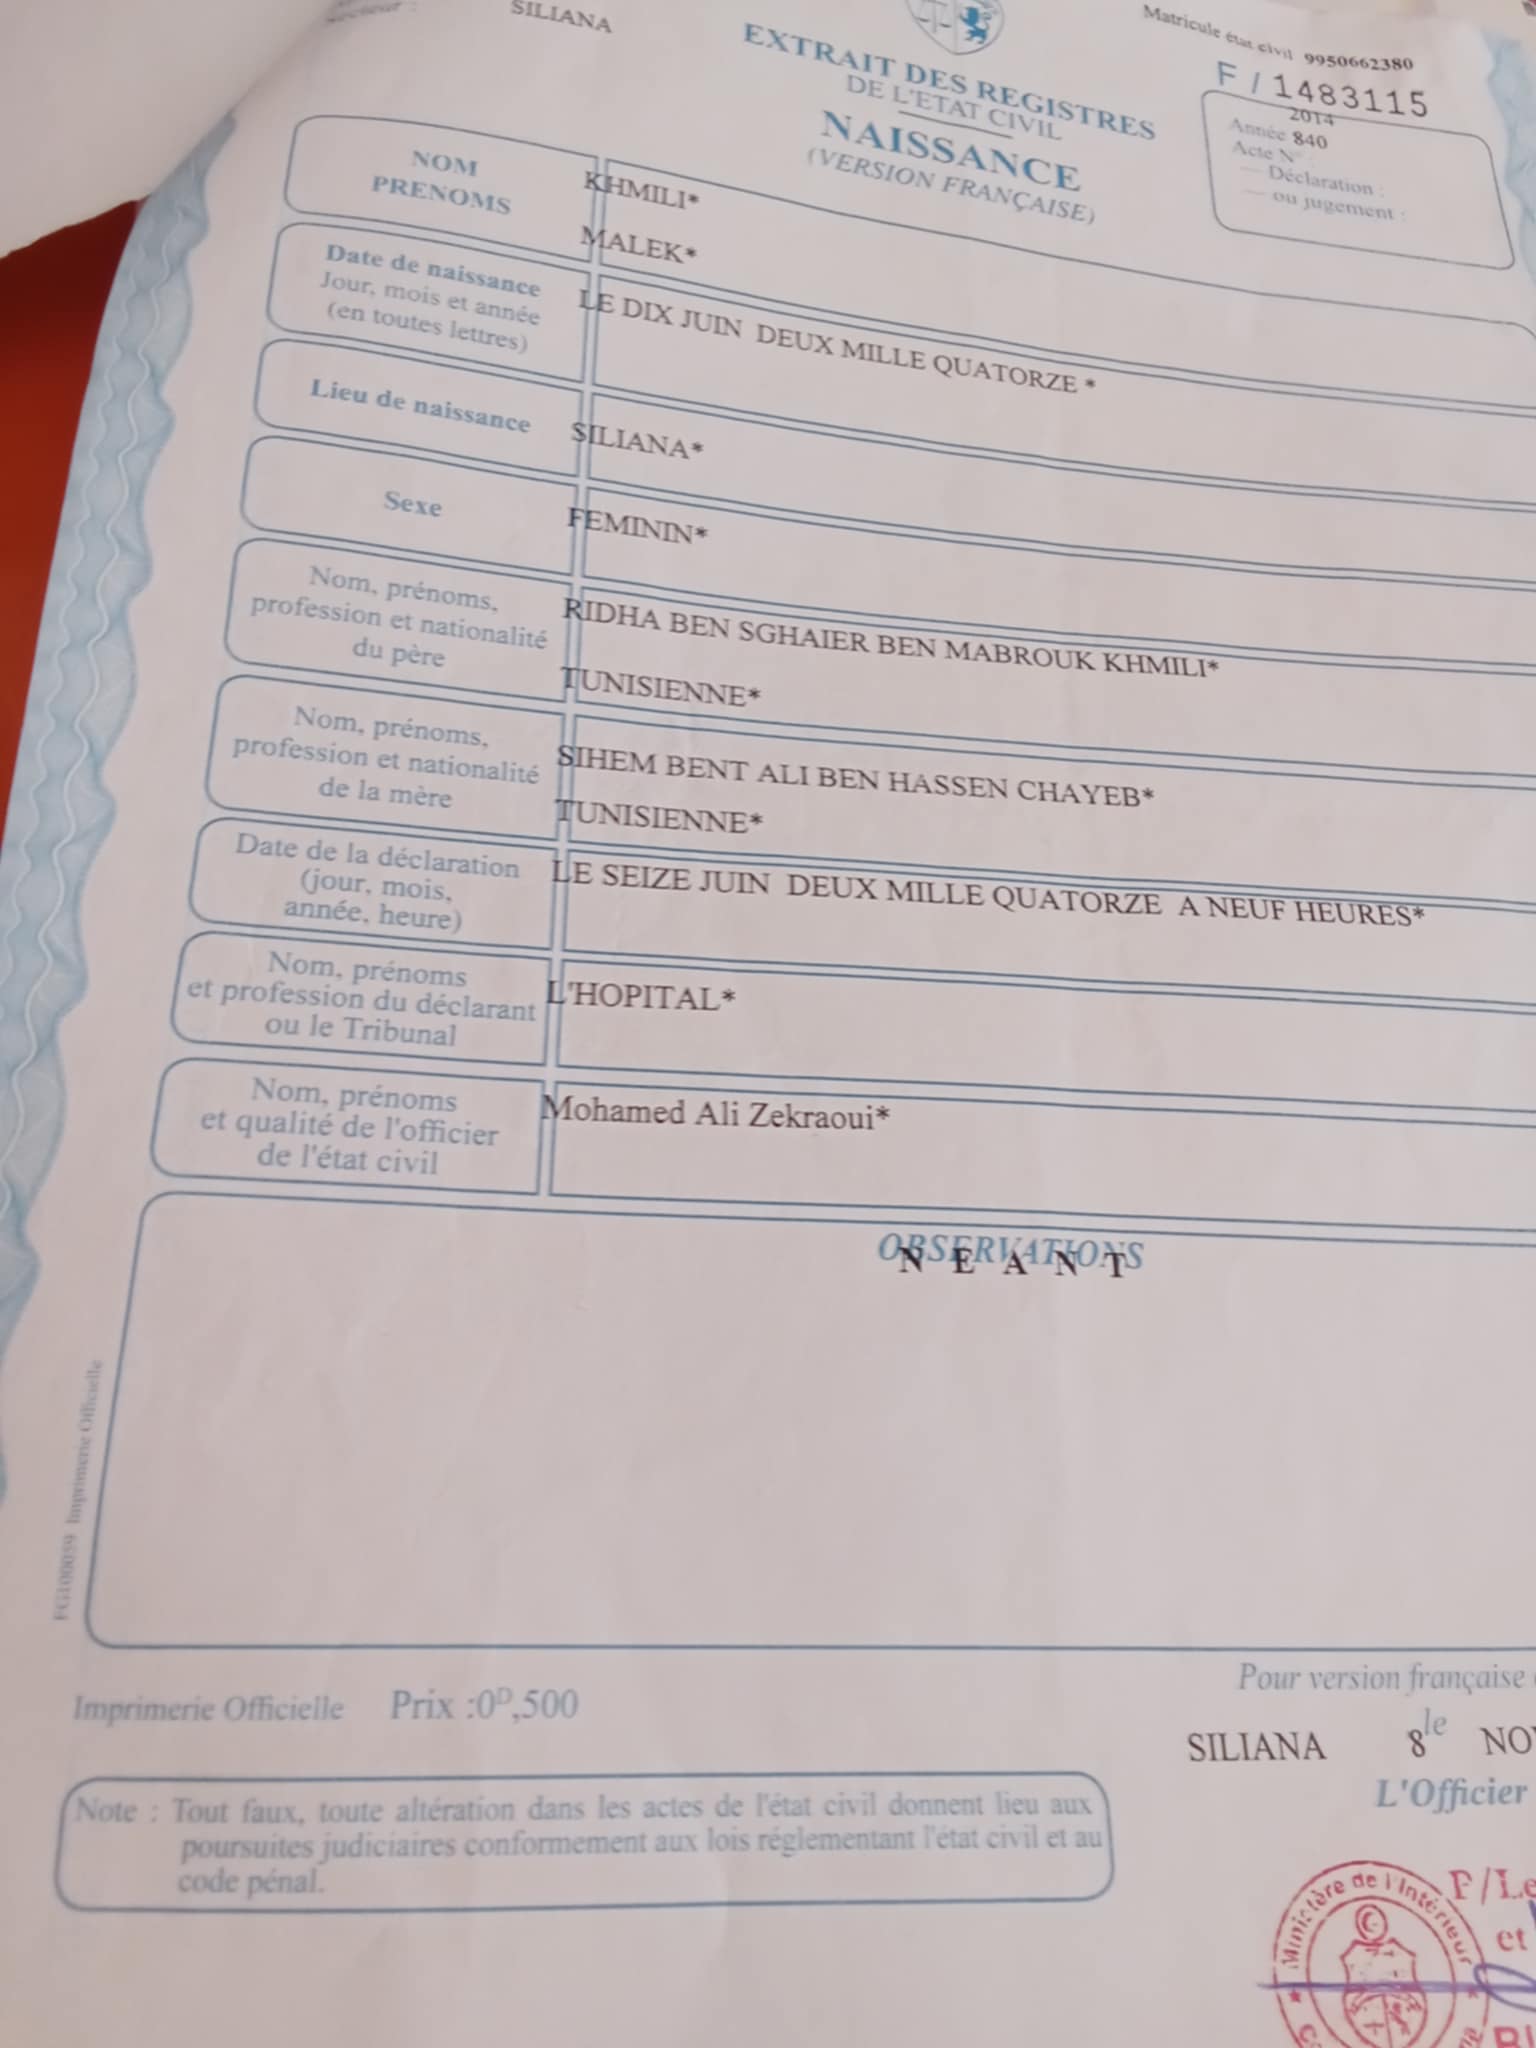 SILIANA
Matricule état civil 9950662380
F / 1483115
EXTRAIT DES REGISTRES
DE L'ETAT CIVIL
NAISSANCE
(VERSION FRANÇAISE)
2014
Année 840
Acte N° :
— Déclaration :
— ou jugement :
NOM
PRENOMS
KHMILI*
MALEK*
Date de naissance
Jour, mois et année
(en toutes lettres)
LE DIX JUIN DEUX MILLE QUATORZE *
Lieu de naissance
SILIANA*
Sexe
FEMININ*
Nom, prénoms,
profession et nationalité
du père
RIDHA BEN SGHAIER BEN MABROUK KHMILI*
TUNISIENNE*
Nom, prénoms,
profession et nationalité
de la mère
SIHEM BENT ALI BEN HASSEN CHAYEB*
TUNISIENNE*
Date de la déclaration
(jour, mois,
année, heure)
LE SEIZE JUIN DEUX MILLE QUATORZE A NEUF HEURES*
Nom, prénoms
et profession du déclarant
ou le Tribunal
L'HOPITAL*
Nom, prénoms
et qualité de l'officier
de l'état civil
Mohamed Ali Zekraoui*
OBSERVATIONS
N E A N T
FG100059 Imprimerie Officielle
Imprimerie Officielle Prix :0ᴰ,500
Pour version française
SILIANA 8 le NO
L'Officier
Note : Tout faux, toute altération dans les actes de l'état civil donnent lieu aux
poursuites judiciaires conformement aux lois réglementant l'état civil et au
code pénal.
Ministère de l'Intérieur
P/Le
et